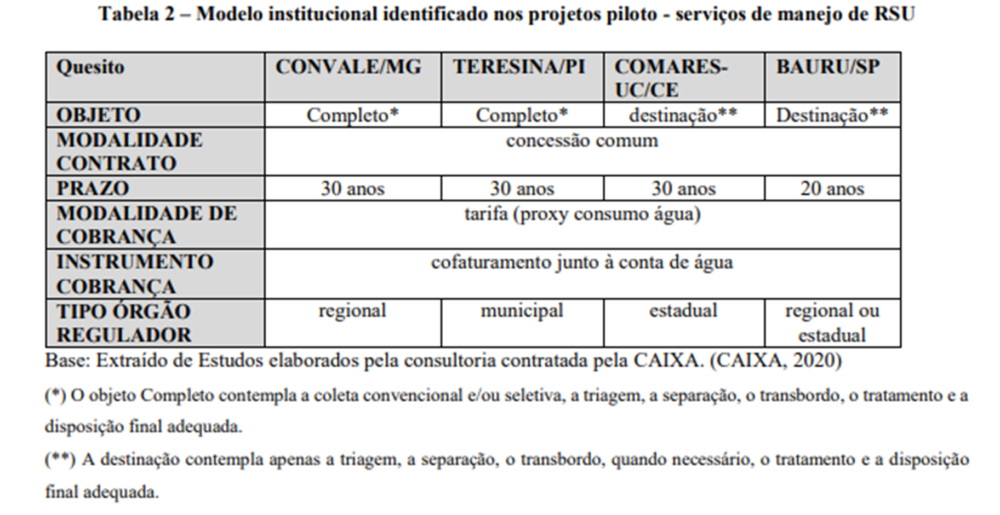 Tabela 2 – Modelo institucional identificado nos projetos piloto - serviços de manejo de RSU
Quesito CONVALE/MG TERESINA/PI COMARES-
UC/CE BAURU/SP
OBJETO Completo* Completo* destinação** Destinação**
MODALIDADE
CONTRATO concessão comum
PRAZO 30 anos 30 anos 30 anos 20 anos
MODALIDADE DE
COBRANÇA tarifa (proxy consumo água)
INSTRUMENTO
COBRANÇA cofaturamento junto à conta de água
TIPO ÓRGÃO
REGULADOR regional municipal estadual regional ou
estadual
Base: Extraído de Estudos elaborados pela consultoria contratada pela CAIXA. (CAIXA, 2020)
(*) O objeto Completo contempla a coleta convencional e/ou seletiva, a triagem, a separação, o transbordo, o tratamento e a
disposição final adequada.
(**) A destinação contempla apenas a triagem, a separação, o transbordo, quando necessário, o tratamento e a disposição
final adequada.